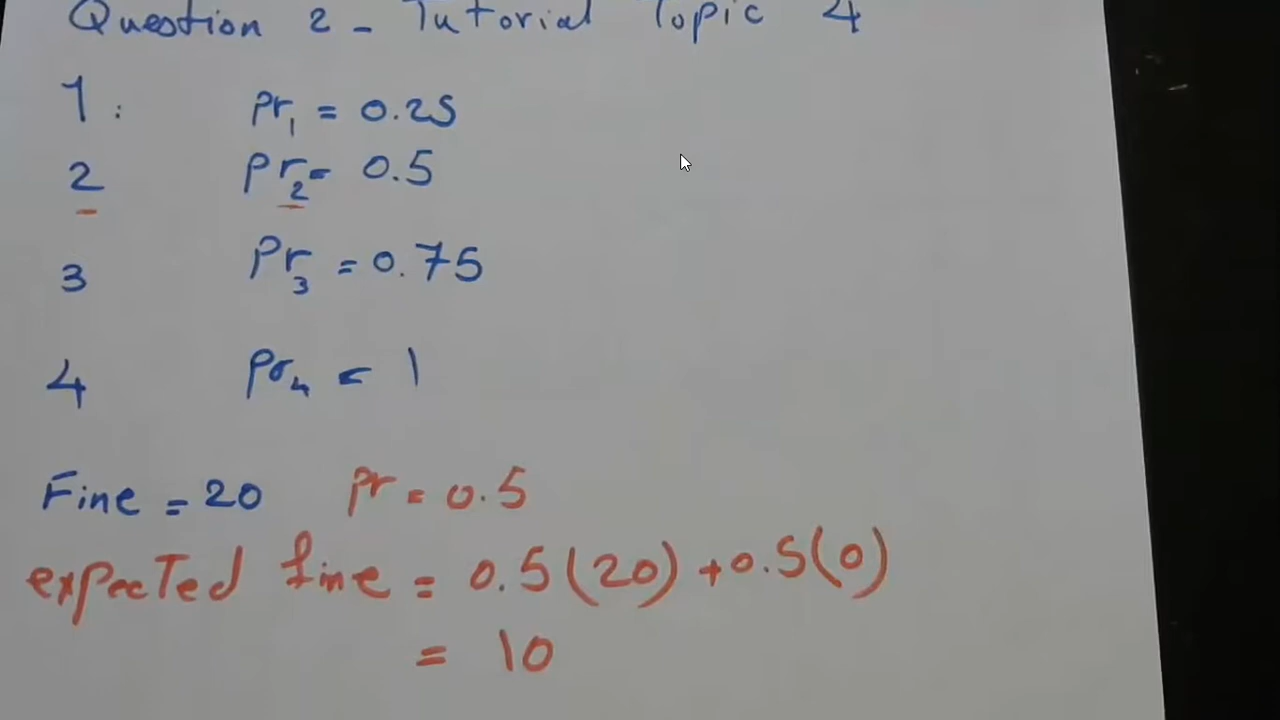 Question 2 - Tutorial Topic 4
1 : Pr1 = 0.25
2 Pr2 = 0.5
3 Pr3 = 0.75
4 Pr4 = 1
Fine = 20 Pr = 0.5
expected fine = 0.5(20) + 0.5(0)
= 10